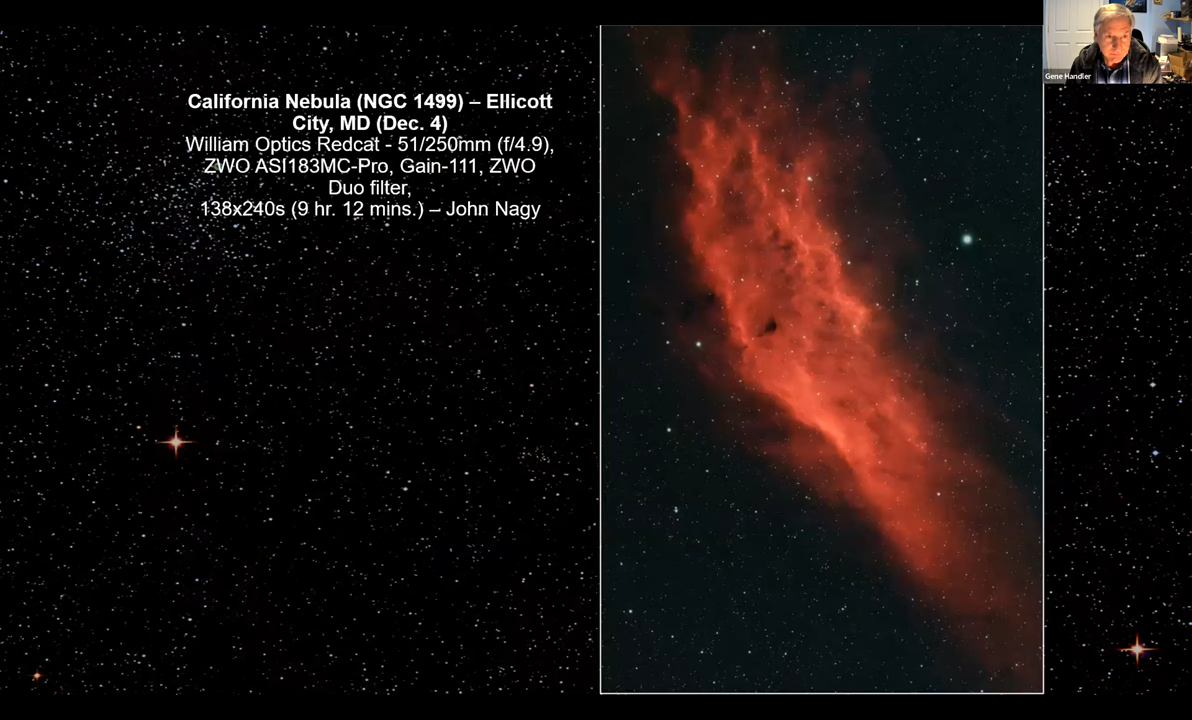 California Nebula (NGC 1499) – Ellicott
City, MD (Dec. 4)
William Optics Redcat - 51/250mm (f/4.9),
ZWO ASI183MC-Pro, Gain-111, ZWO
Duo filter,
138x240s (9 hr. 12 mins.) – John Nagy
Gene Handler